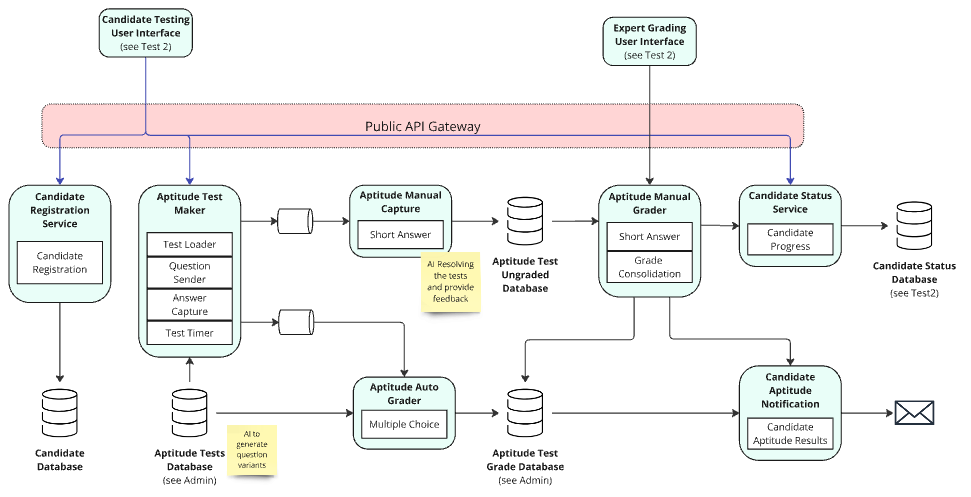 Candidate Testing
User Interface
(see Test 2)
Expert Grading
User Interface
(see Test 2)
Public API Gateway
Candidate
Registration
Service
Candidate
Registration
Aptitude Test
Maker
Test Loader
Question
Sender
Answer
Capture
Test Timer
Aptitude Manual
Capture
Short Answer
AI Resolving
the tests
and provide
feedback
Aptitude Test
Ungraded
Database
Aptitude Manual
Grader
Short Answer
Grade
Consolidation
Candidate Status
Service
Candidate
Progress
Candidate Status
Database
(see Test2)
Candidate
Database
Aptitude Tests
Database
(see Admin)
AI to
generate
question
variants
Aptitude Auto
Grader
Multiple Choice
Aptitude Test
Grade Database
(see Admin)
Candidate
Aptitude
Notification
Candidate
Aptitude Results